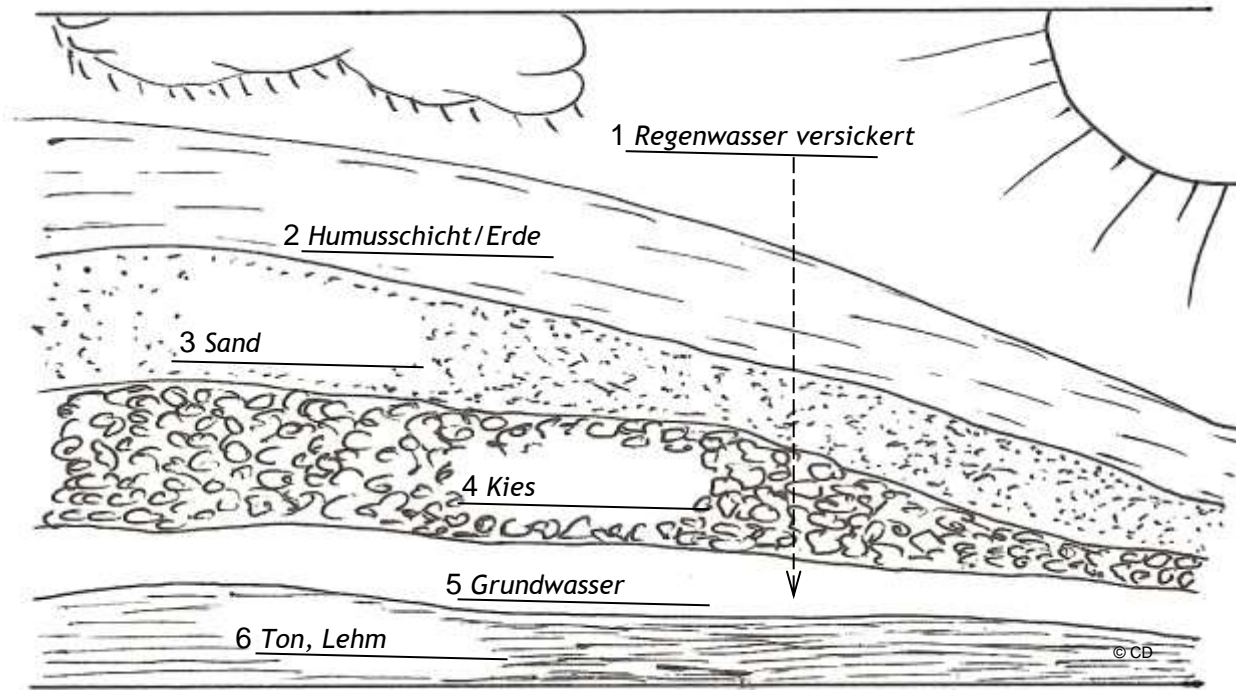 1 Regenwasser versickert
2 Humusschicht/Erde
3 Sand
4 Kies
5 Grundwasser
6 Ton, Lehm
© CD